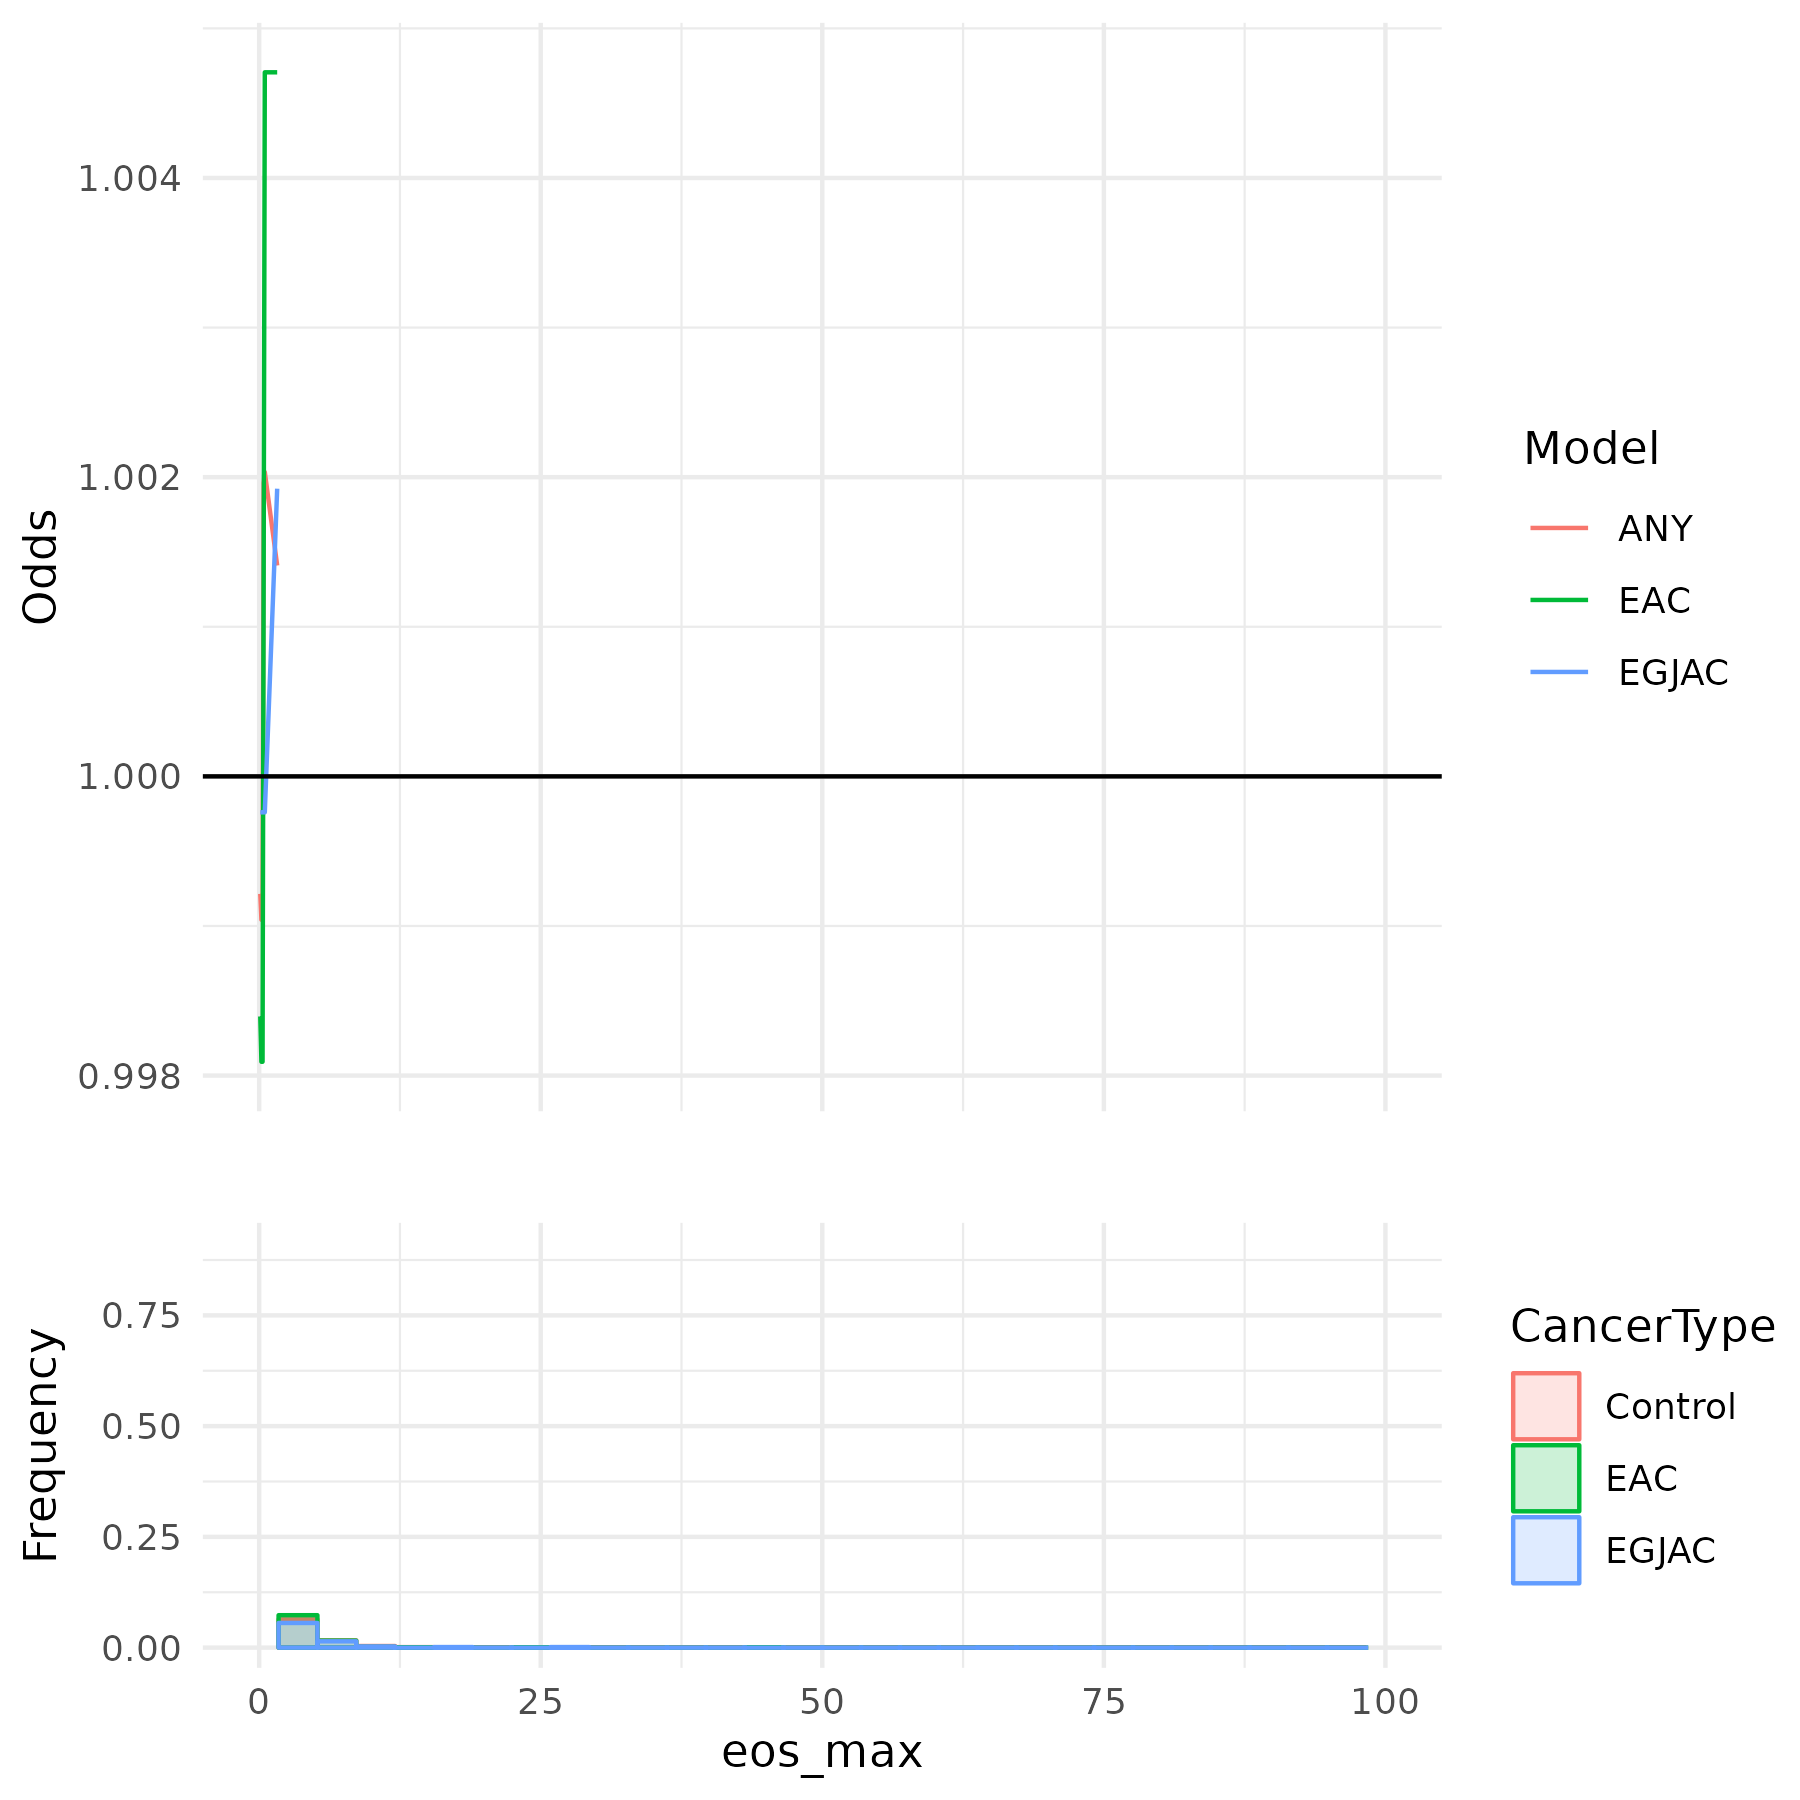 Odds
1.004
1.002
1.000
0.998
Model
ANY
EAC
EGJAC
Frequency
0.75
0.50
0.25
0.00
0
25
50
75
100
eos_max
CancerType
Control
EAC
EGJAC